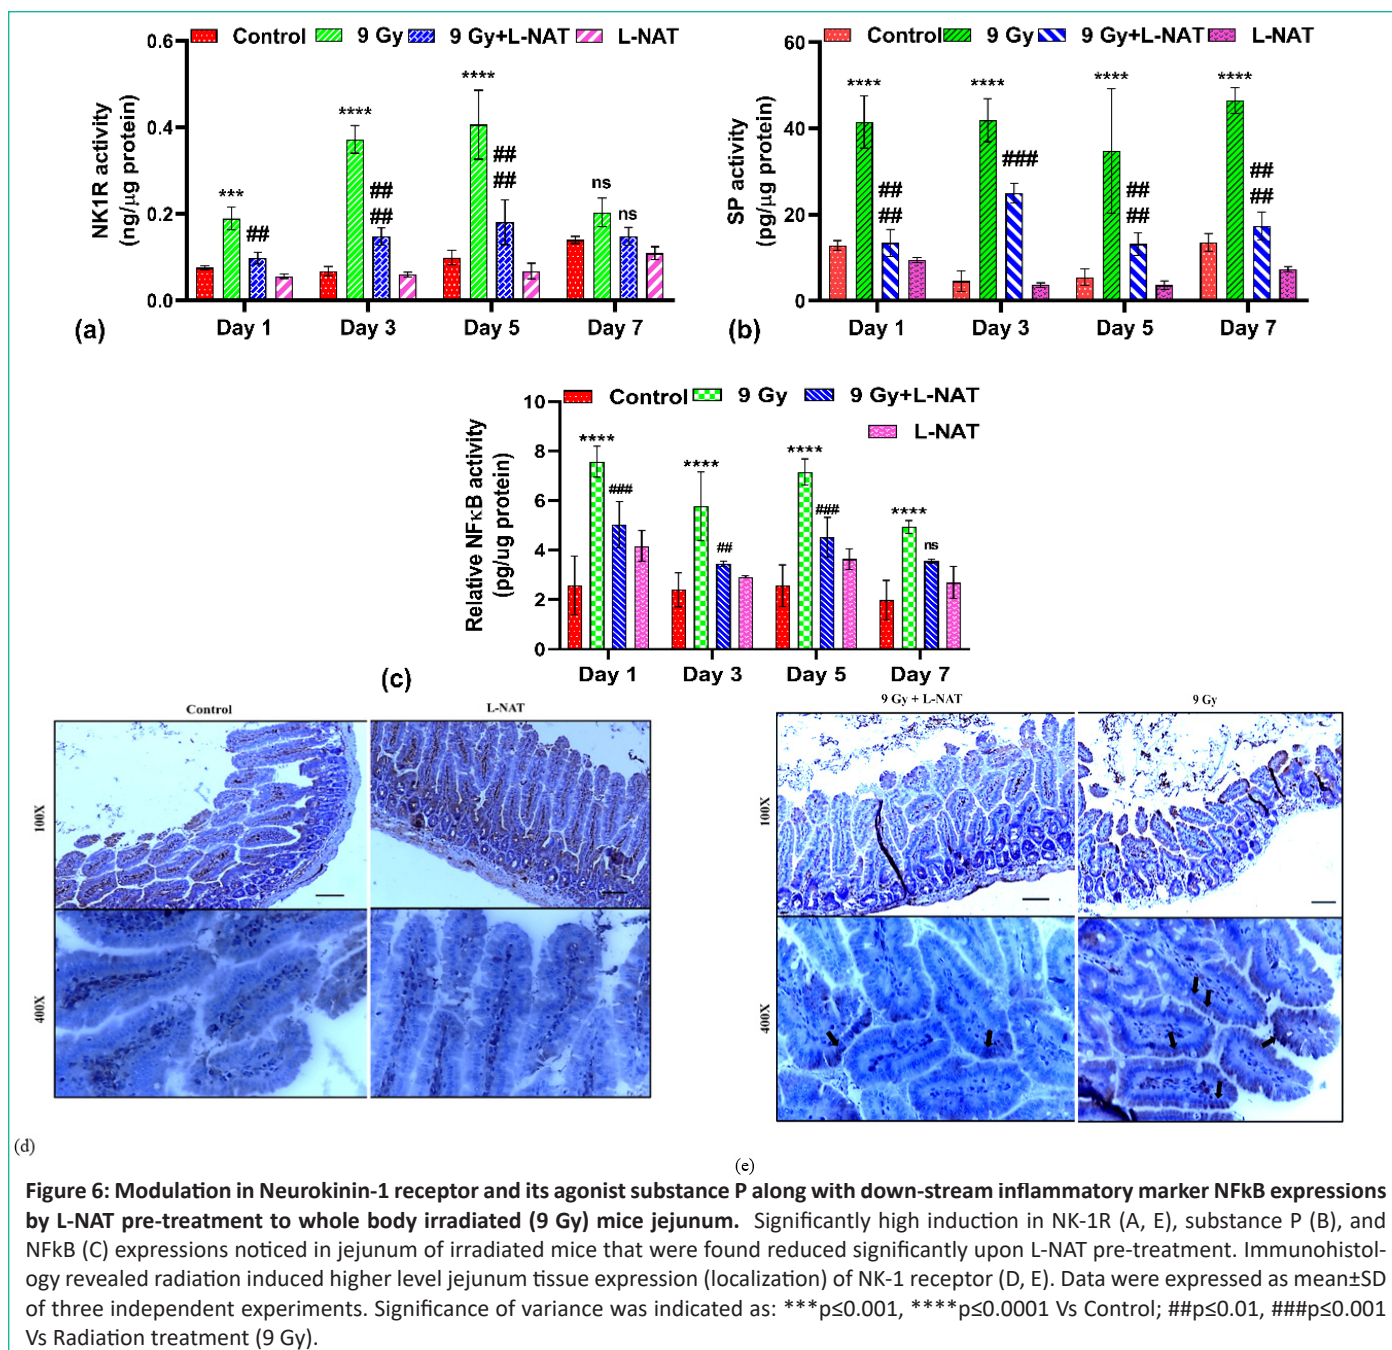 Control 9 Gy 9 Gy+L-NAT L-NAT
NK1R activity
(ng/µg protein)
0.6
0.4
0.2
0.0
***
##
****
##
##
****
##
##
ns
ns
Day 1 Day 3 Day 5 Day 7
(a)
Control 9 Gy 9 Gy+L-NAT L-NAT
SP activity
(pg/µg protein)
60
40
20
0
****
##
##
****
###
****
##
##
****
##
##
Day 1 Day 3 Day 5 Day 7
(b)
Control 9 Gy 9 Gy+L-NAT
L-NAT
Relative NFκB activity
(pg/ug protein)
10
8
6
4
2
0
****
###
****
##
****
###
****
ns
Day 1 Day 3 Day 5 Day 7
(c)
Control L-NAT
100X
400X
(d)
9 Gy + L-NAT 9 Gy
100X
400X
(e)
Figure 6: Modulation in Neurokinin-1 receptor and its agonist substance P along with down-stream inflammatory marker NFkB expressions
by L-NAT pre-treatment to whole body irradiated (9 Gy) mice jejunum. Significantly high induction in NK-1R (A, E), substance P (B), and
NFkB (C) expressions noticed in jejunum of irradiated mice that were found reduced significantly upon L-NAT pre-treatment. Immunohistol-
ogy revealed radiation induced higher level jejunum tissue expression (localization) of NK-1 receptor (D, E). Data were expressed as mean±SD
of three independent experiments. Significance of variance was indicated as: ***p≤0.001, ****p≤0.0001 Vs Control; ##p≤0.01, ###p≤0.001
Vs Radiation treatment (9 Gy).